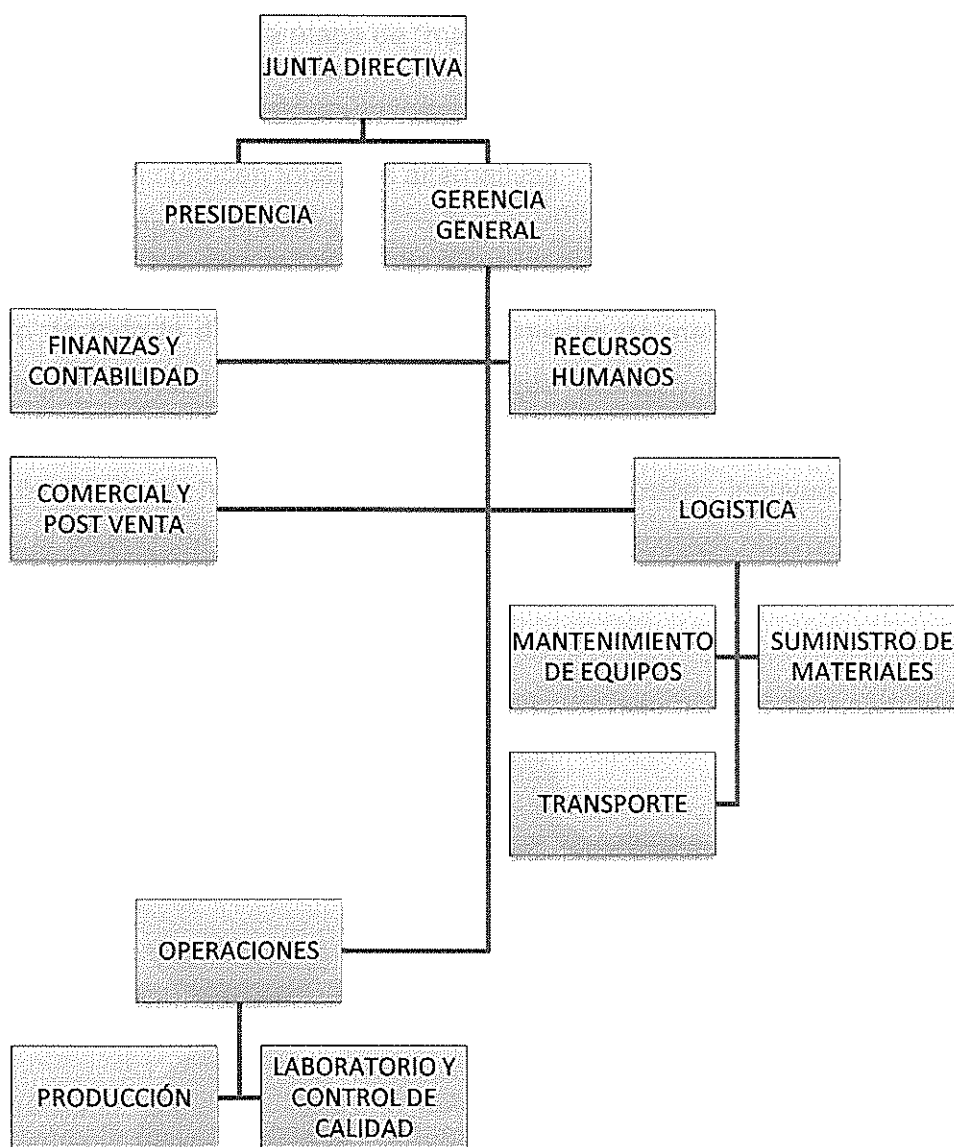 JUNTA DIRECTIVA
PRESIDENCIA
GERENCIA
GENERAL
FINANZAS Y
CONTABILIDAD
RECURSOS
HUMANOS
COMERCIAL Y
POST VENTA
LOGISTICA
MANTENIMIENTO
DE EQUIPOS
SUMINISTRO DE
MATERIALES
TRANSPORTE
OPERACIONES
PRODUCCIÓN
LABORATORIO Y
CONTROL DE
CALIDAD